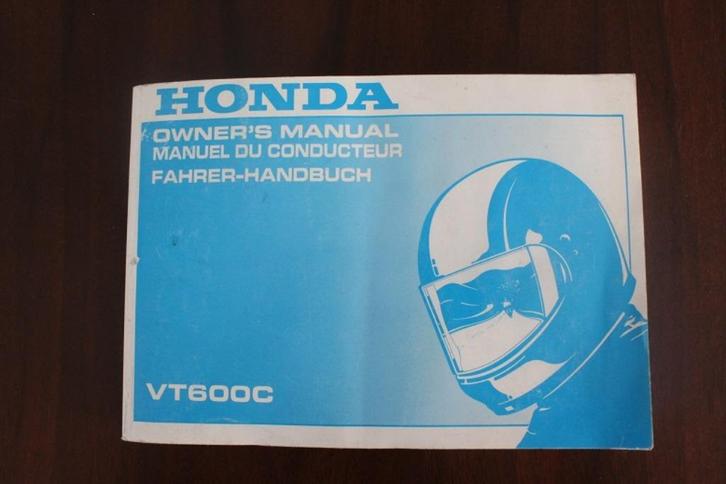 HONDA
OWNER'S MANUAL
MANUEL DU CONDUCTEUR
FAHRER-HANDBUCH
VT600C